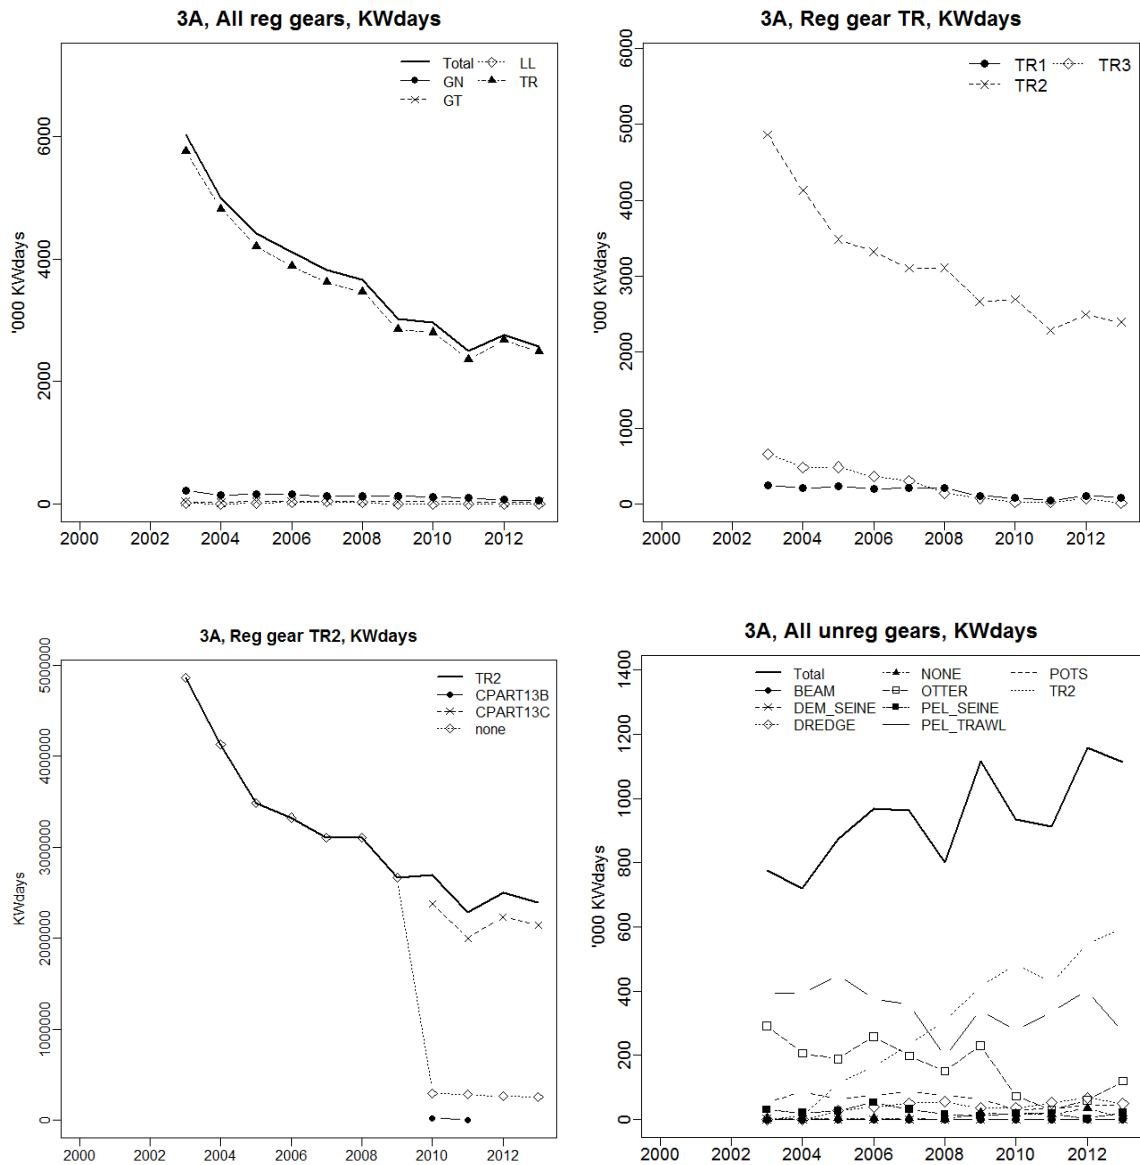 3A, All reg gears, KWdays
Total LL
GN TR
GT
'000 KWdays
0 2000 4000 6000
2000 2002 2004 2006 2008 2010 2012
3A, Reg gear TR, KWdays
TR1 TR3
TR2
'000 KWdays
0 1000 2000 3000 4000 5000 6000
2000 2002 2004 2006 2008 2010 2012
3A, Reg gear TR2, KWdays
TR2
CPART13B
CPART13C
none
KWdays
0 1000000 2000000 3000000 4000000 5000000
2000 2002 2004 2006 2008 2010 2012
3A, All unreg gears, KWdays
Total NONE POTS
BEAM OTTER TR2
DEM_SEINE PEL_SEINE
DREDGE PEL_TRAWL
'000 KWdays
0 200 400 600 800 1000 1200 1400
2000 2002 2004 2006 2008 2010 2012